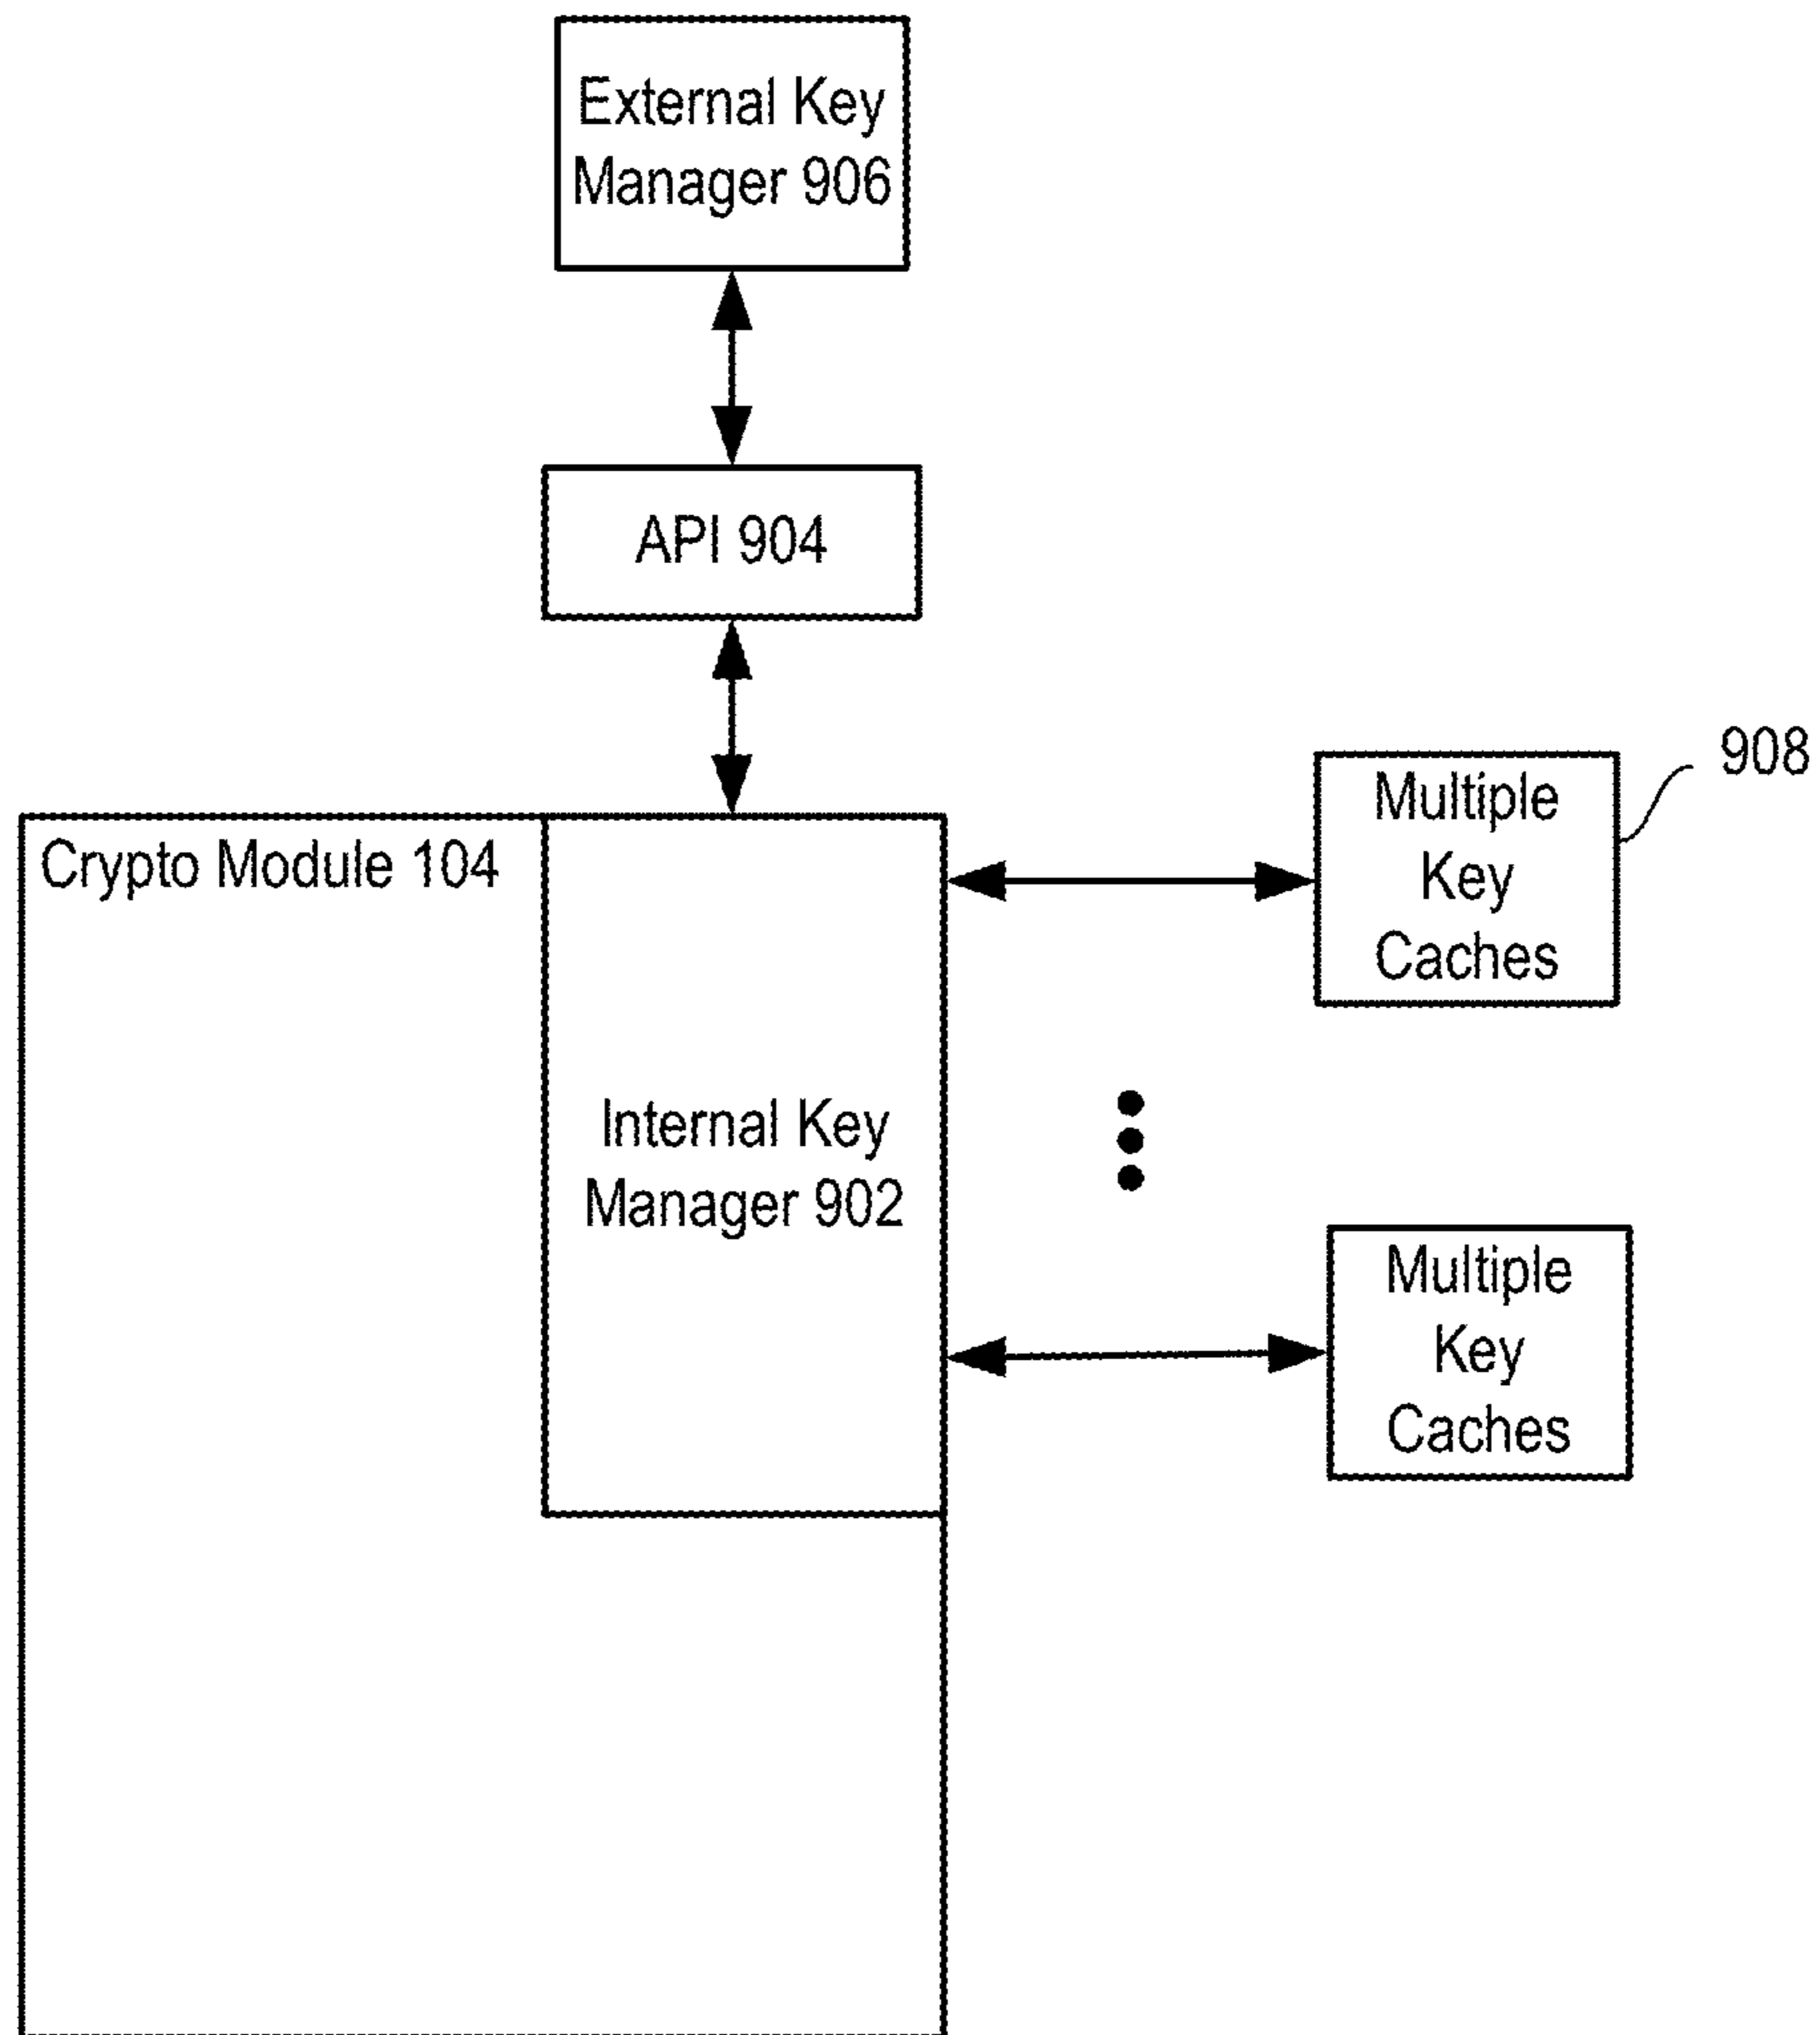 External Key
Manager 906
API 904
908
Multiple
Key
Caches
Crypto Module 104
Internal Key
Manager 902
Multiple
Key
Caches